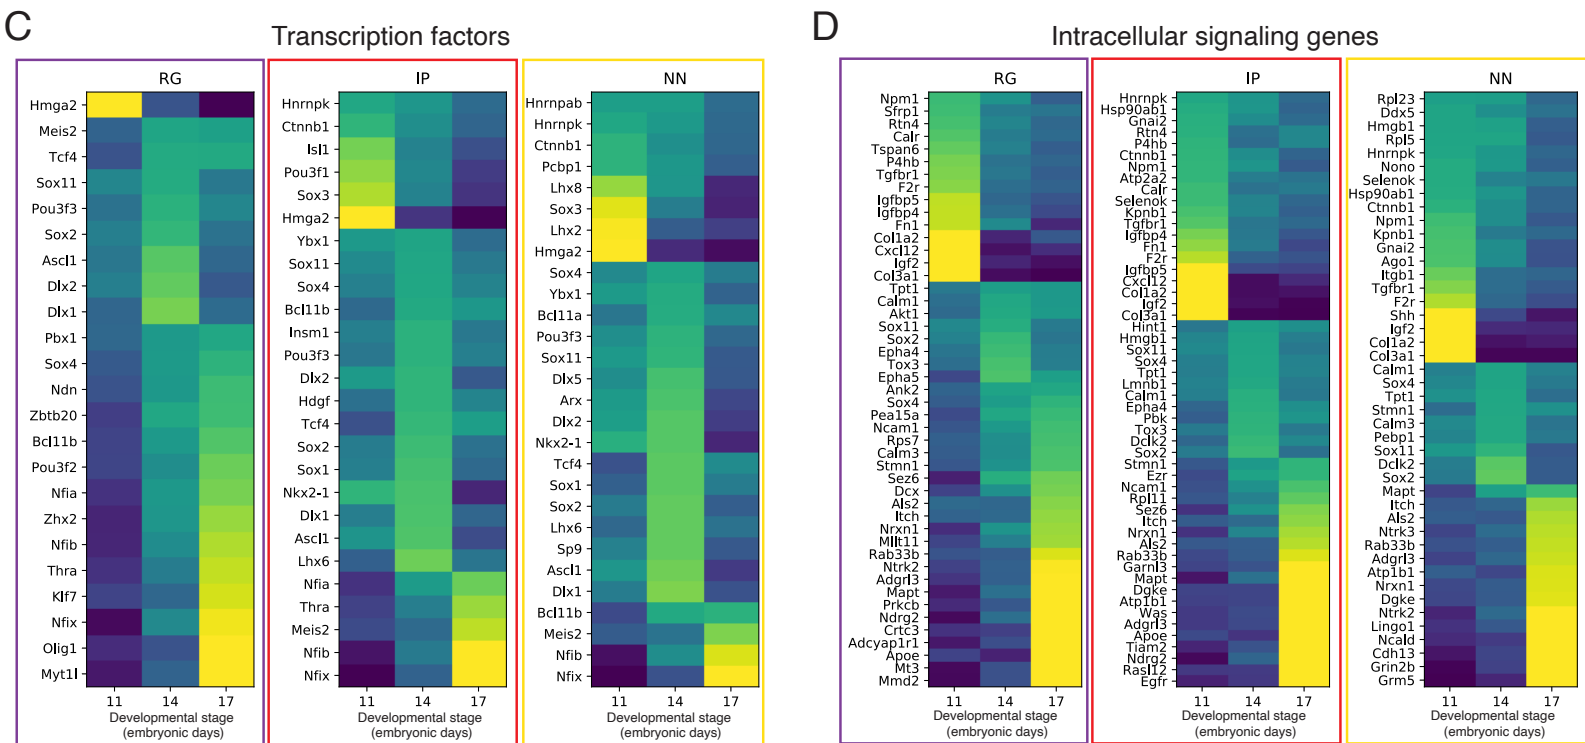 C
Transcription factors
RG
Hmga2
Meis2
Tcf4
Sox11
Pou3f3
Sox2
Ascl1
Dlx2
Dlx1
Pbx1
Sox4
Ndn
Zbtb20
Bcl11b
Pou3f2
Nfia
Zhx2
Nfib
Thra
Klf7
Nfix
Olig1
Myt1l
11 14 17
Developmental stage
(embryonic days)
IP
Hnrnpk
Ctnnb1
Isl1
Pou3f1
Sox3
Hmga2
Ybx1
Sox11
Sox4
Bcl11b
Insm1
Pou3f3
Dlx2
Hdgf
Tcf4
Sox2
Sox1
Nkx2-1
Dlx1
Ascl1
Lhx6
Nfia
Thra
Meis2
Nfib
Nfix
11 14 17
Developmental stage
(embryonic days)
NN
Hnrnpab
Hnrnpk
Ctnnb1
Pcbp1
Lhx8
Sox3
Lhx2
Hmga2
Sox4
Ybx1
Bcl11a
Pou3f3
Sox11
Dlx5
Arx
Dlx2
Nkx2-1
Tcf4
Sox1
Sox2
Lhx6
Sp9
Ascl1
Dlx1
Bcl11b
Meis2
Nfib
Nfix
11 14 17
Developmental stage
(embryonic days)
D
Intracellular signaling genes
RG
Npm1
Sfrp1
Rtn4
Calr
Tspan6
P4hb
Tgfbr1
F2r
Igfbp5
Igfbp4
Fn1
Col1a2
Cxcl12
Igf2
Col3a1
Tpt1
Calm1
Akt1
Sox11
Sox2
Epha4
Tox3
Epha5
Ank2
Sox4
Pea15a
Ncam1
Rps7
Calm3
Stmn1
Sez6
Dcx
Als2
Itch
Nrxn1
Mllt11
Rab33b
Ntrk2
Adgrl3
Mapt
Prkcb
Ndrg2
Crtc3
Adcyap1r1
Apoe
Mt3
Mmd2
11 14 17
Developmental stage
(embryonic days)
IP
Hnrnpk
Hsp90ab1
Gnai2
Rtn4
P4hb
Ctnnb1
Npm1
Atp2a2
Calr
Selenok
Kpnb1
Tgfbr1
Igfbp4
Fn1
F2r
Igfbp5
Cxcl12
Col1a2
Igf2
Col3a1
Hint1
Hmgb1
Sox11
Sox4
Tpt1
Lmnb1
Calm1
Epha4
Pbk
Tox3
Dclk2
Sox2
Stmn1
Ezr
Ncam1
Rpl11
Sez6
Itch
Nrxn1
Als2
Rab33b
Garnl3
Mapt
Dgke
Atp1b1
Was
Adgrl3
Apoe
Tiam2
Ndrg2
Rasl12
Egfr
11 14 17
Developmental stage
(embryonic days)
NN
Rpl23
Ddx5
Hmgb1
Rpl5
Hnrnpk
Nono
Selenok
Hsp90ab1
Ctnnb1
Npm1
Kpnb1
Gnai2
Ago1
Itgb1
Tgfbr1
F2r
Shh
Igf2
Col1a2
Col3a1
Calm1
Sox4
Tpt1
Stmn1
Calm3
Pebp1
Sox11
Dclk2
Sox2
Mapt
Itch
Als2
Ntrk3
Rab33b
Adgrl3
Atp1b1
Nrxn1
Dgke
Ntrk2
Lingo1
Ncald
Cdh13
Grin2b
Grm5
11 14 17
Developmental stage
(embryonic days)